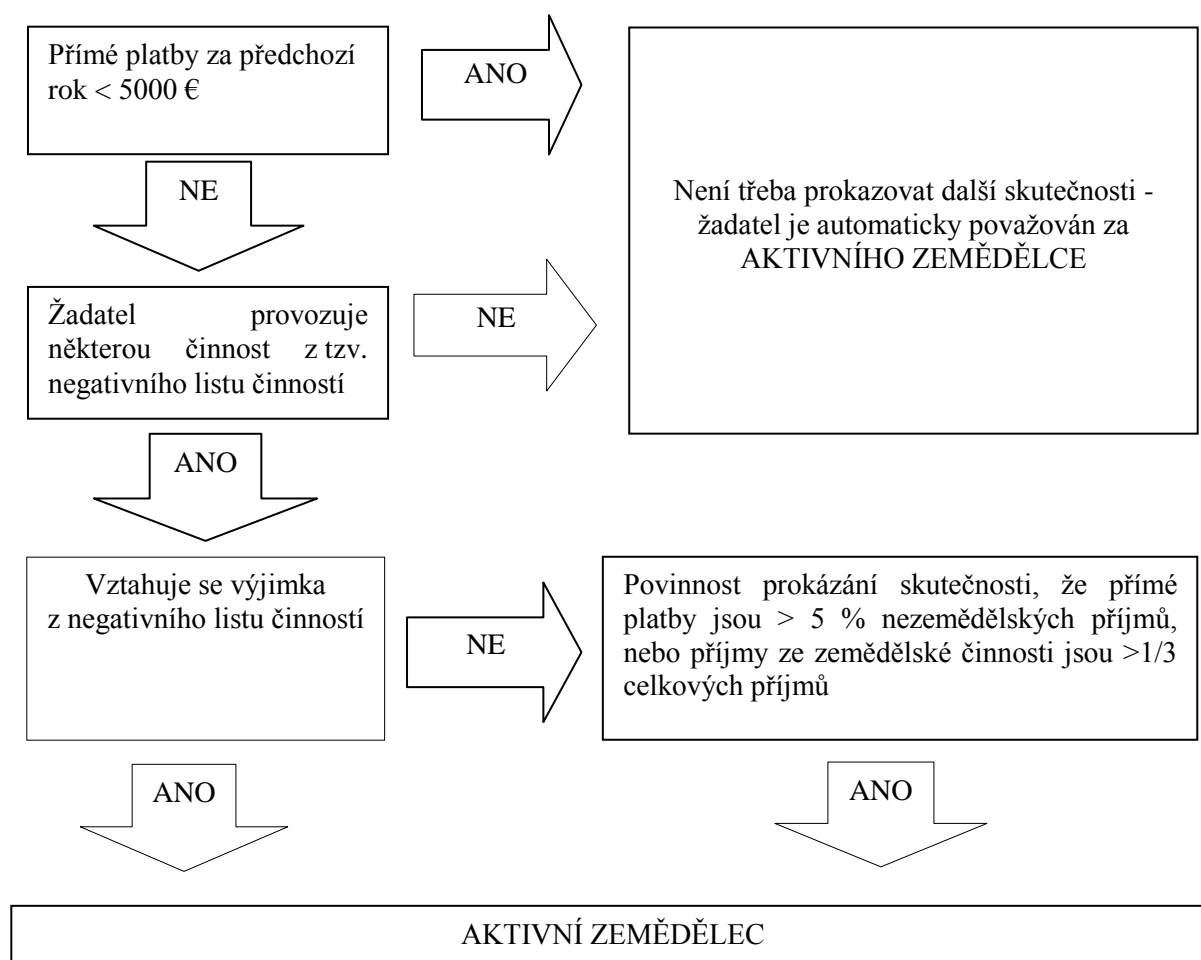 Přímé platby za předchozí
rok < 5000 €
ANO
NE
Není třeba prokazovat další skutečnosti -
žadatel je automaticky považován za
AKTIVNÍHO ZEMĚDĚLCE
Žadatel provozuje
některou činnost z tzv.
negativního listu činností
NE
ANO
Vztahuje se výjimka
z negativního listu činností
NE
Povinnost prokázání skutečnosti, že přímé
platby jsou > 5 % nezemědělských příjmů,
nebo příjmy ze zemědělské činnosti jsou >1/3
celkových příjmů
ANO
ANO
AKTIVNÍ ZEMĚDĚLEC